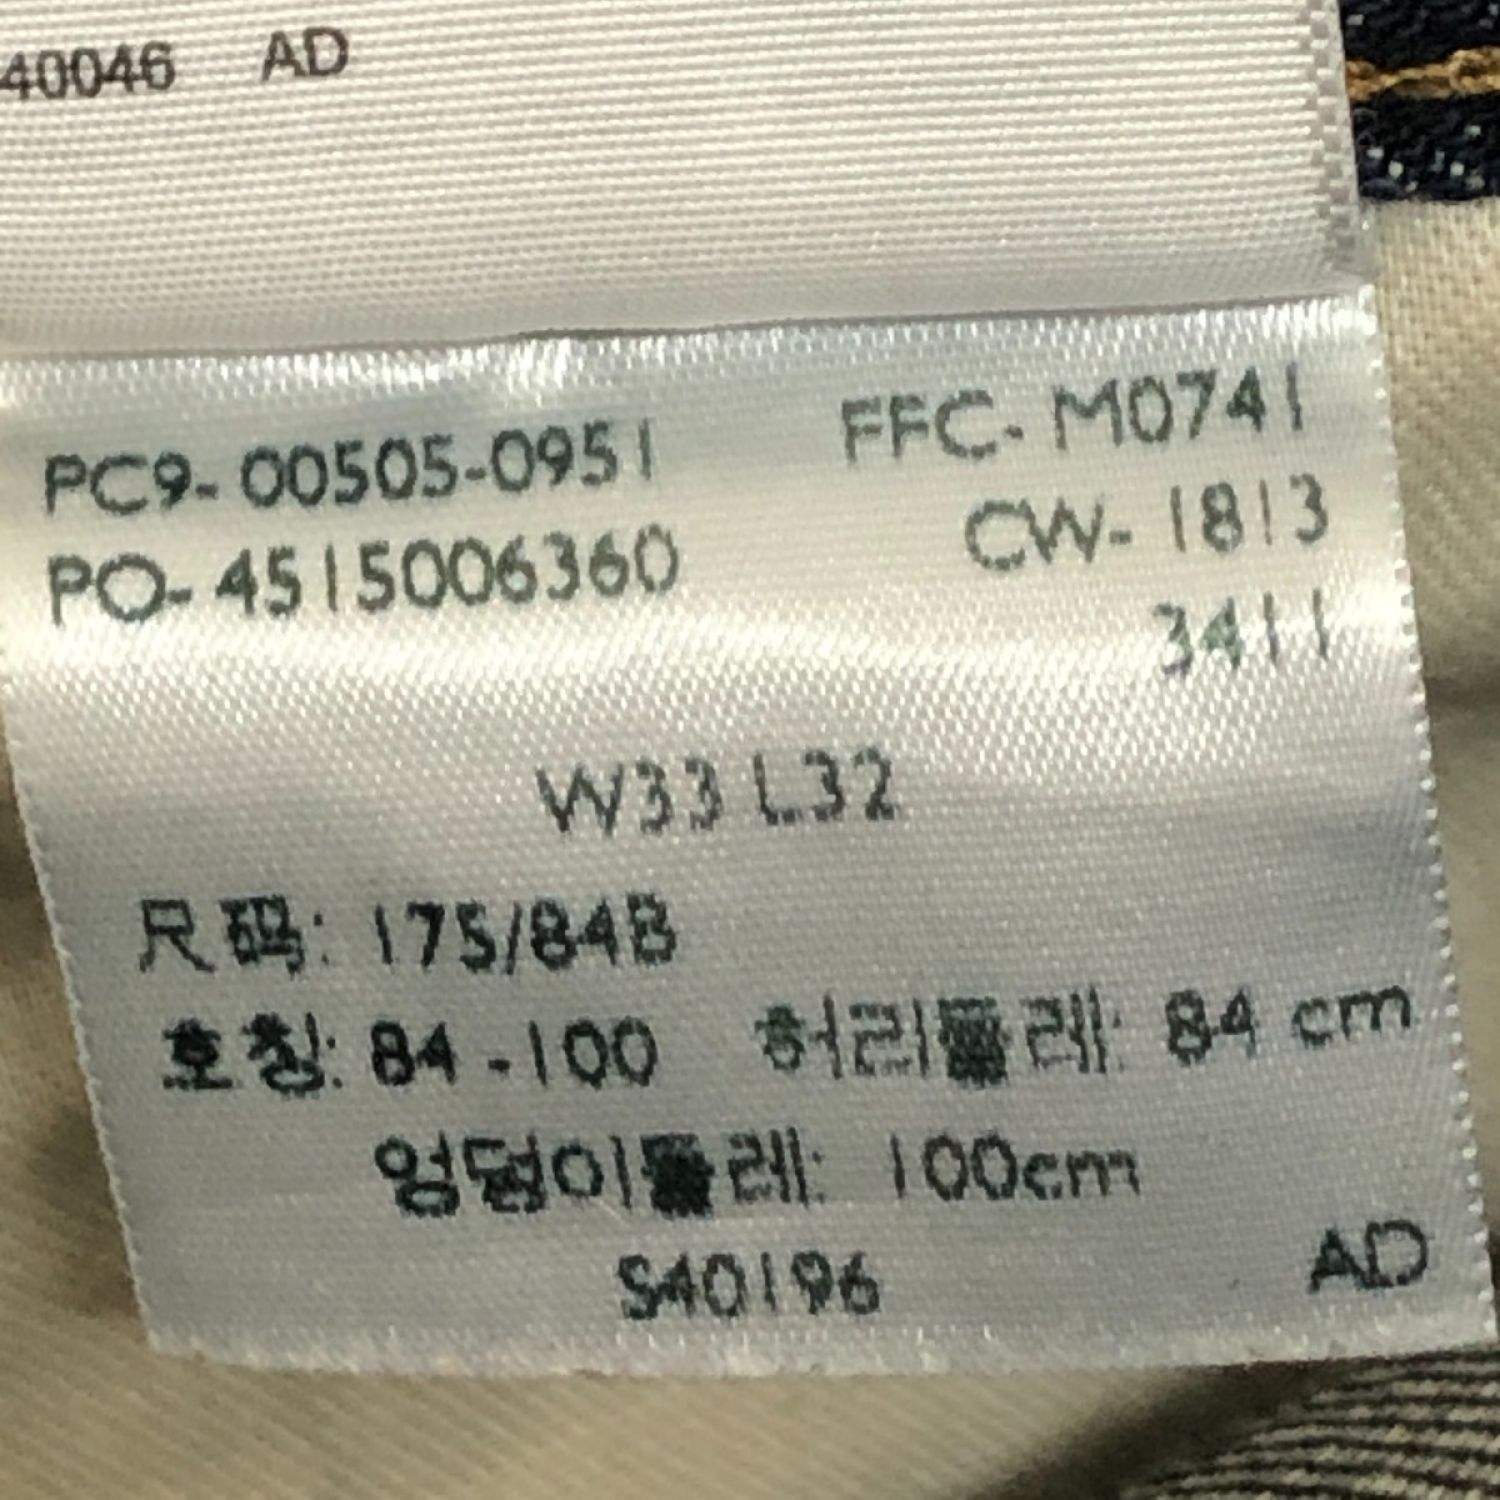 40046 AD
PC9- 00505-0951 FFC- M0741
PO- 4515006360 CW- 1813
3411
W33 L32
尺码: 175/84B
호칭: 84 -100 허리둘레: 84 cm
엉덩이둘레: 100cm
S40196 AD